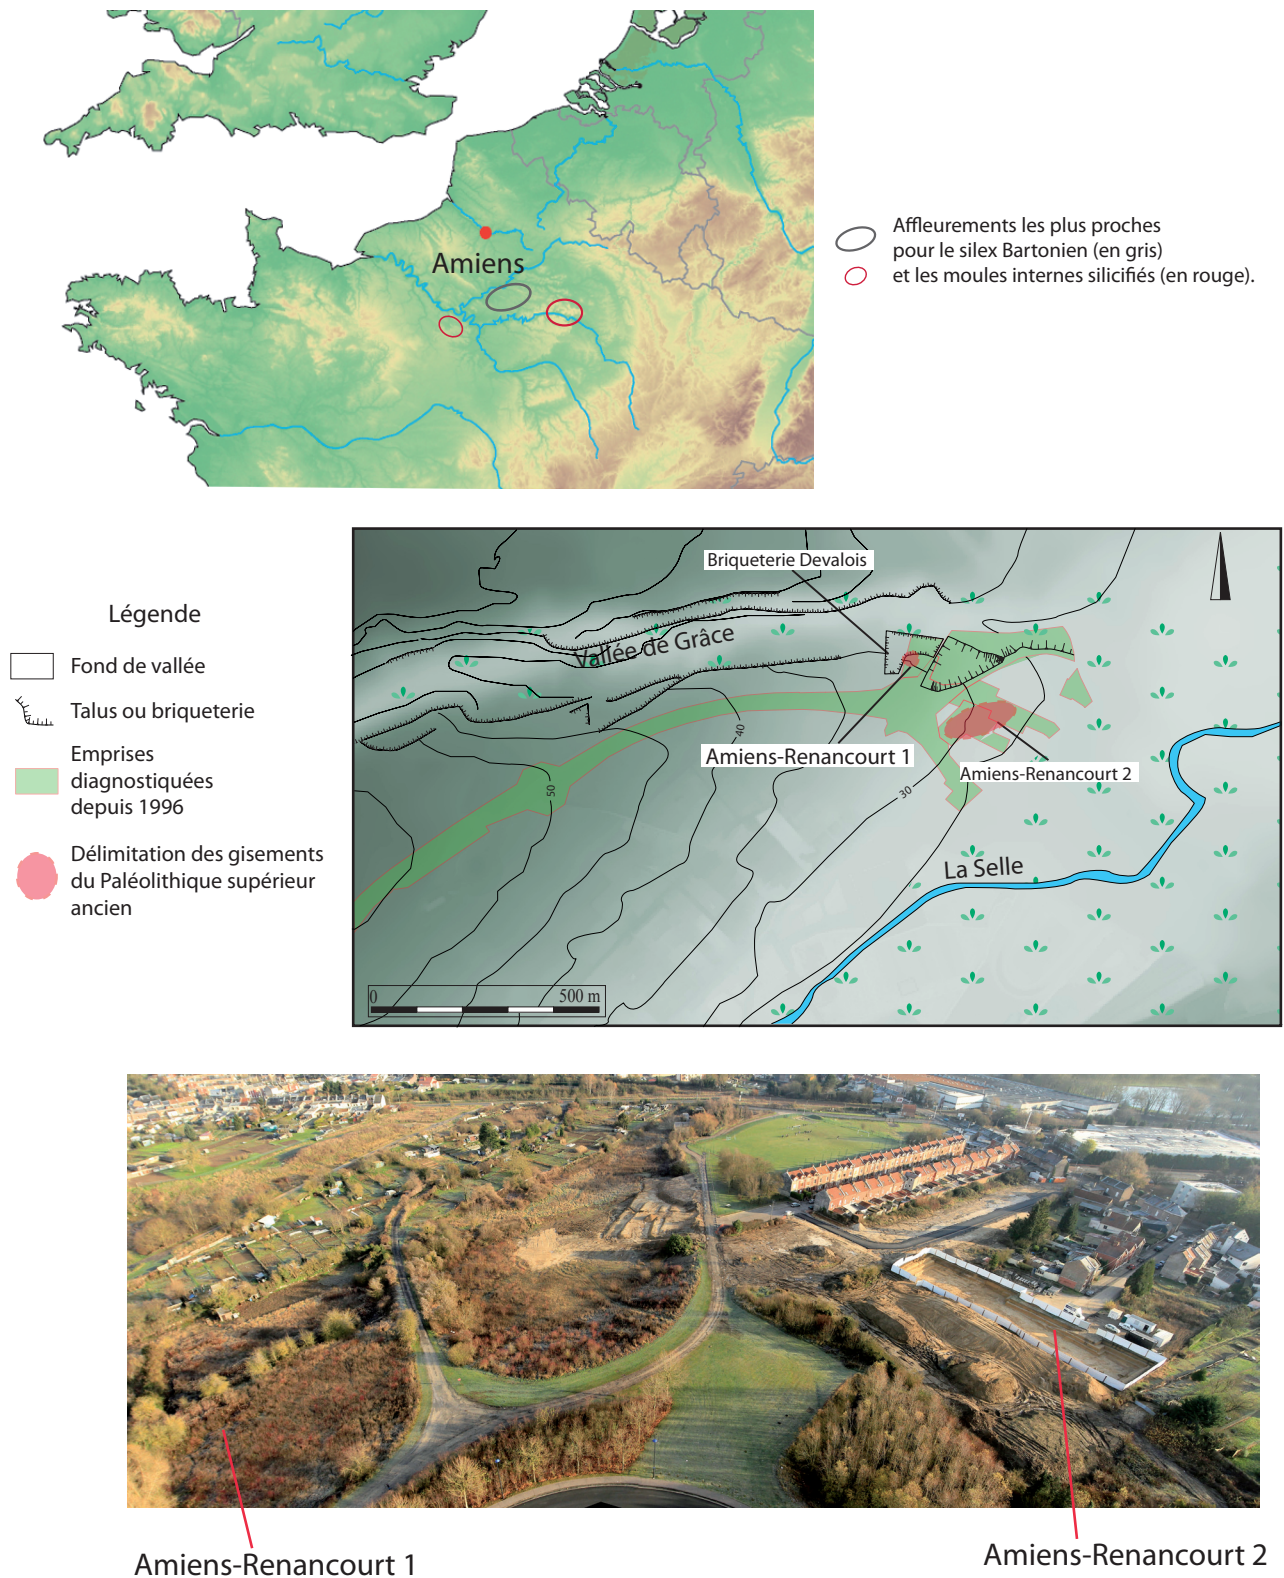 Amiens
Affleurements les plus proches
pour le silex Bartonien (en gris)
et les moules internes silicifiés (en rouge).
Légende
Fond de vallée
Talus ou briqueterie
Emprises
diagnostiquées
depuis 1996
Délimitation des gisements
du Paléolithique supérieur
ancien
Briqueterie Devalois
Vallée de Grâce
Amiens-Renancourt 1
Amiens-Renancourt 2
40
50
30
La Selle
0 500 m
Amiens-Renancourt 1
Amiens-Renancourt 2